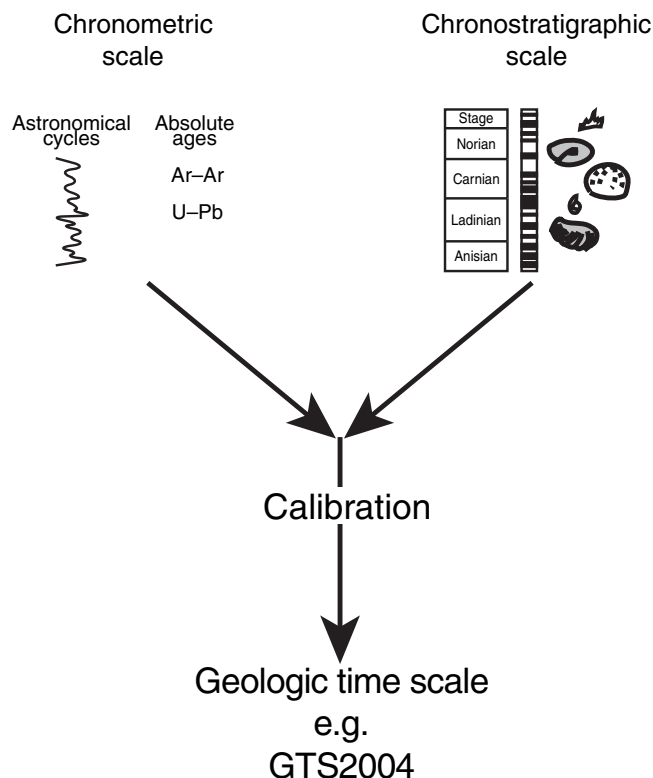 Chronometric
scale
Chronostratigraphic
scale
Astronomical
cycles
Absolute
ages
Ar–Ar
U–Pb
Stage
Norian
Carnian
Ladinian
Anisian
Calibration
Geologic time scale
e.g.
GTS2004